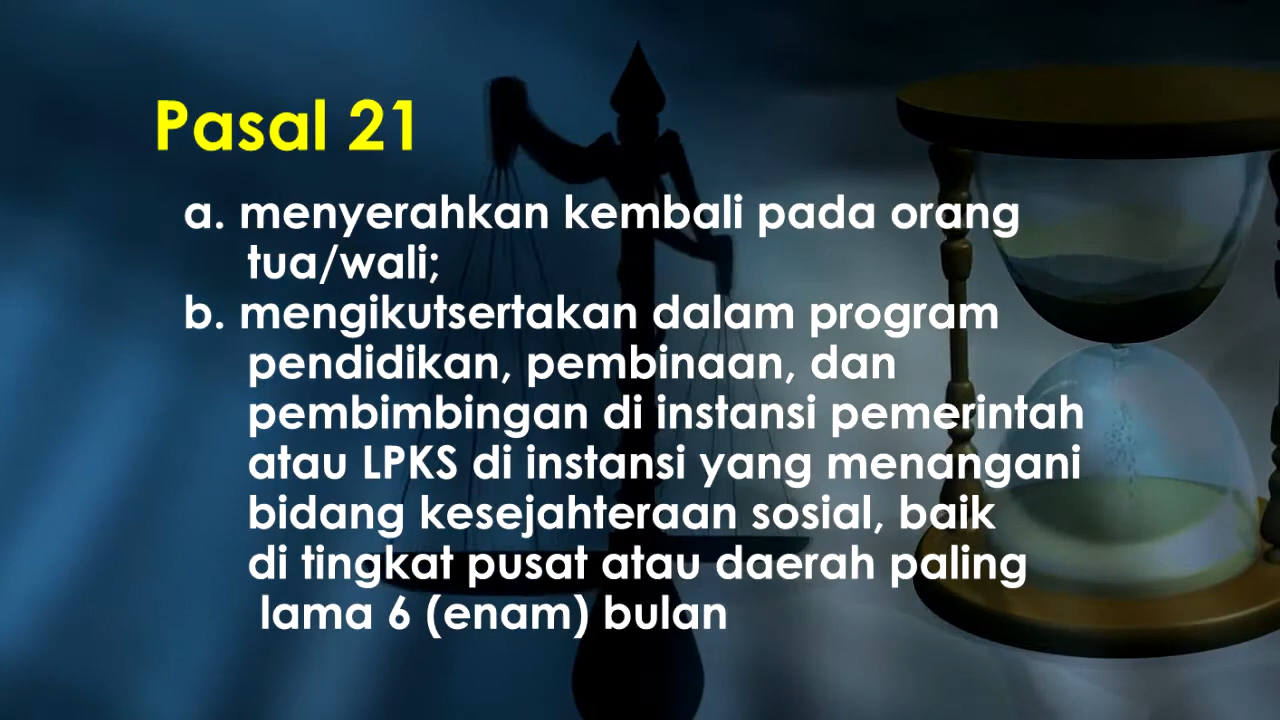 Pasal 21
a. menyerahkan kembali pada orang
tua/wali;
b. mengikutsertakan dalam program
pendidikan, pembinaan, dan
pembimbingan di instansi pemerintah
atau LPKS di instansi yang menangani
bidang kesejahteraan sosial, baik
di tingkat pusat atau daerah paling
lama 6 (enam) bulan